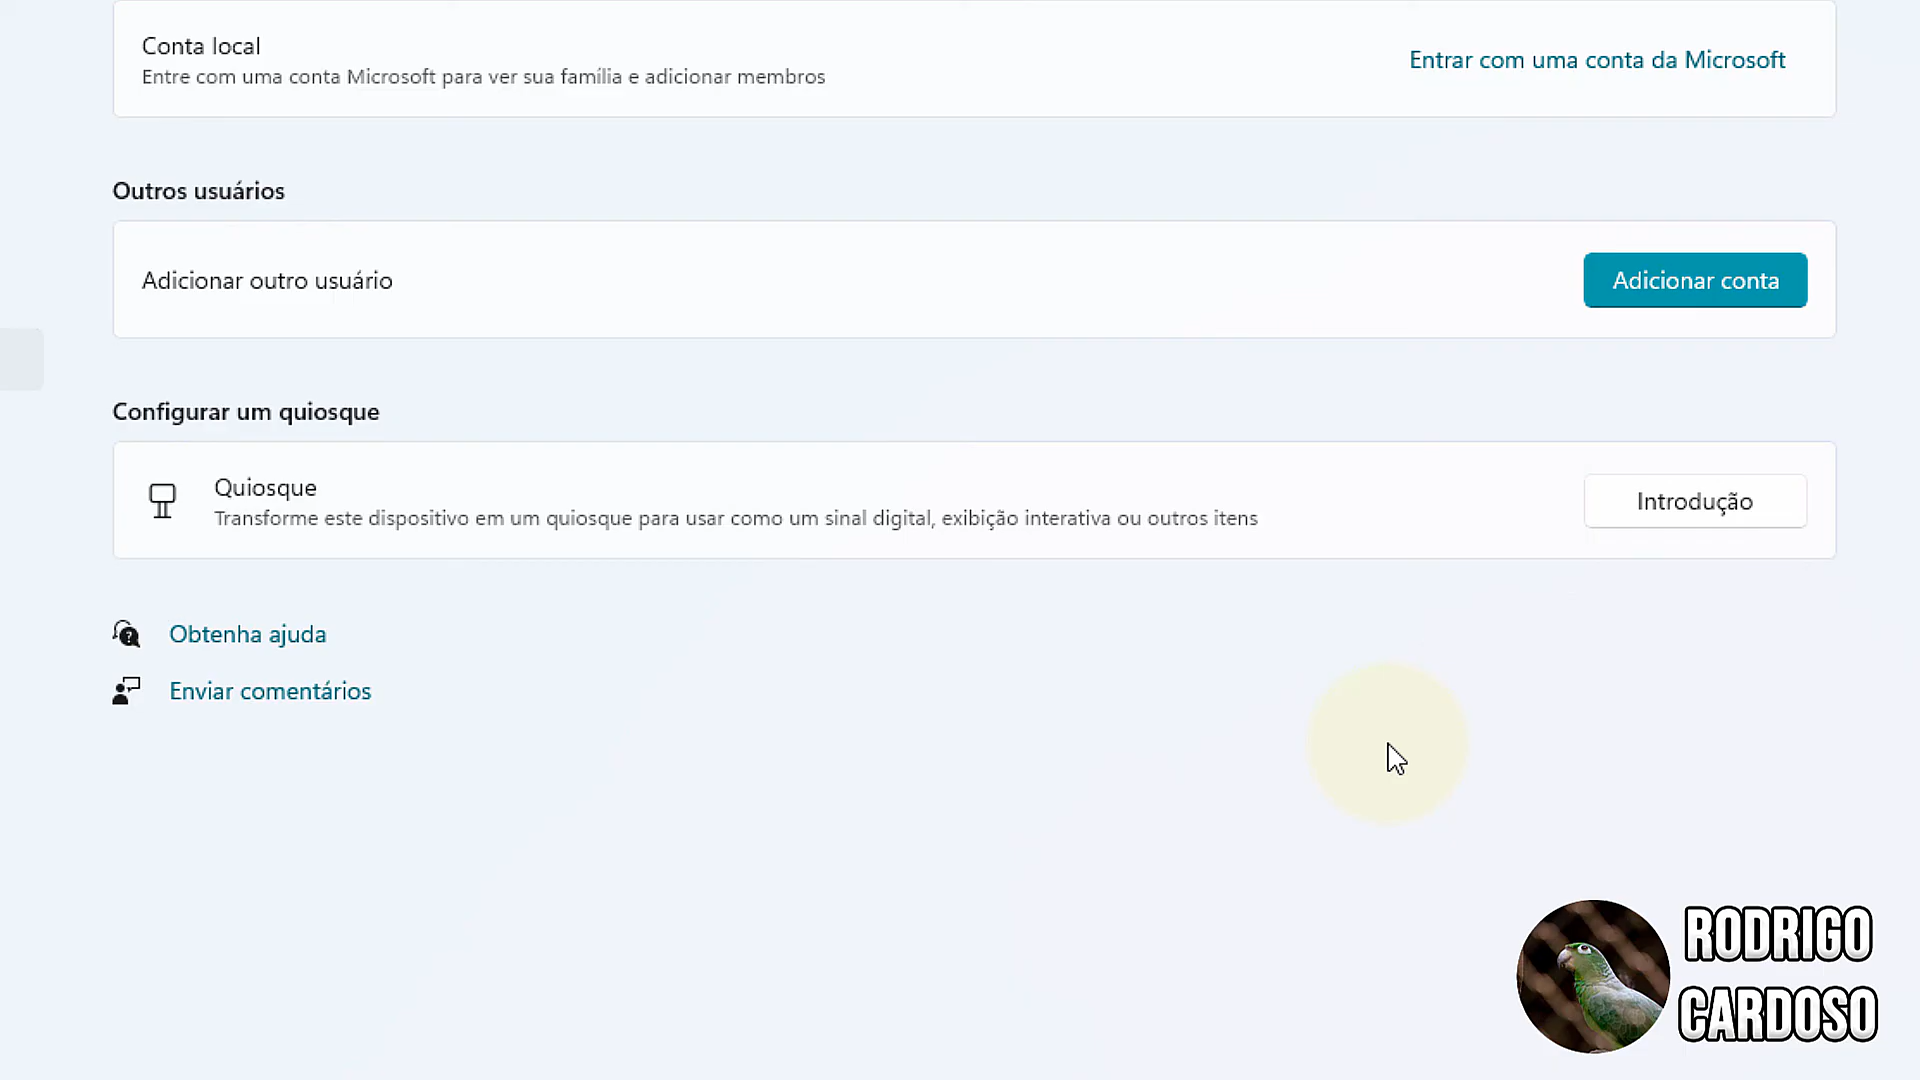 Conta local
Entre com uma conta Microsoft para ver sua família e adicionar membros
Entrar com uma conta da Microsoft
Outros usuários
Adicionar outro usuário
Adicionar conta
Configurar um quiosque
Quiosque
Transforme este dispositivo em um quiosque para usar como um sinal digital, exibição interativa ou outros itens
Introdução
Obtenha ajuda
Enviar comentários
RODRIGO
CARDOSO